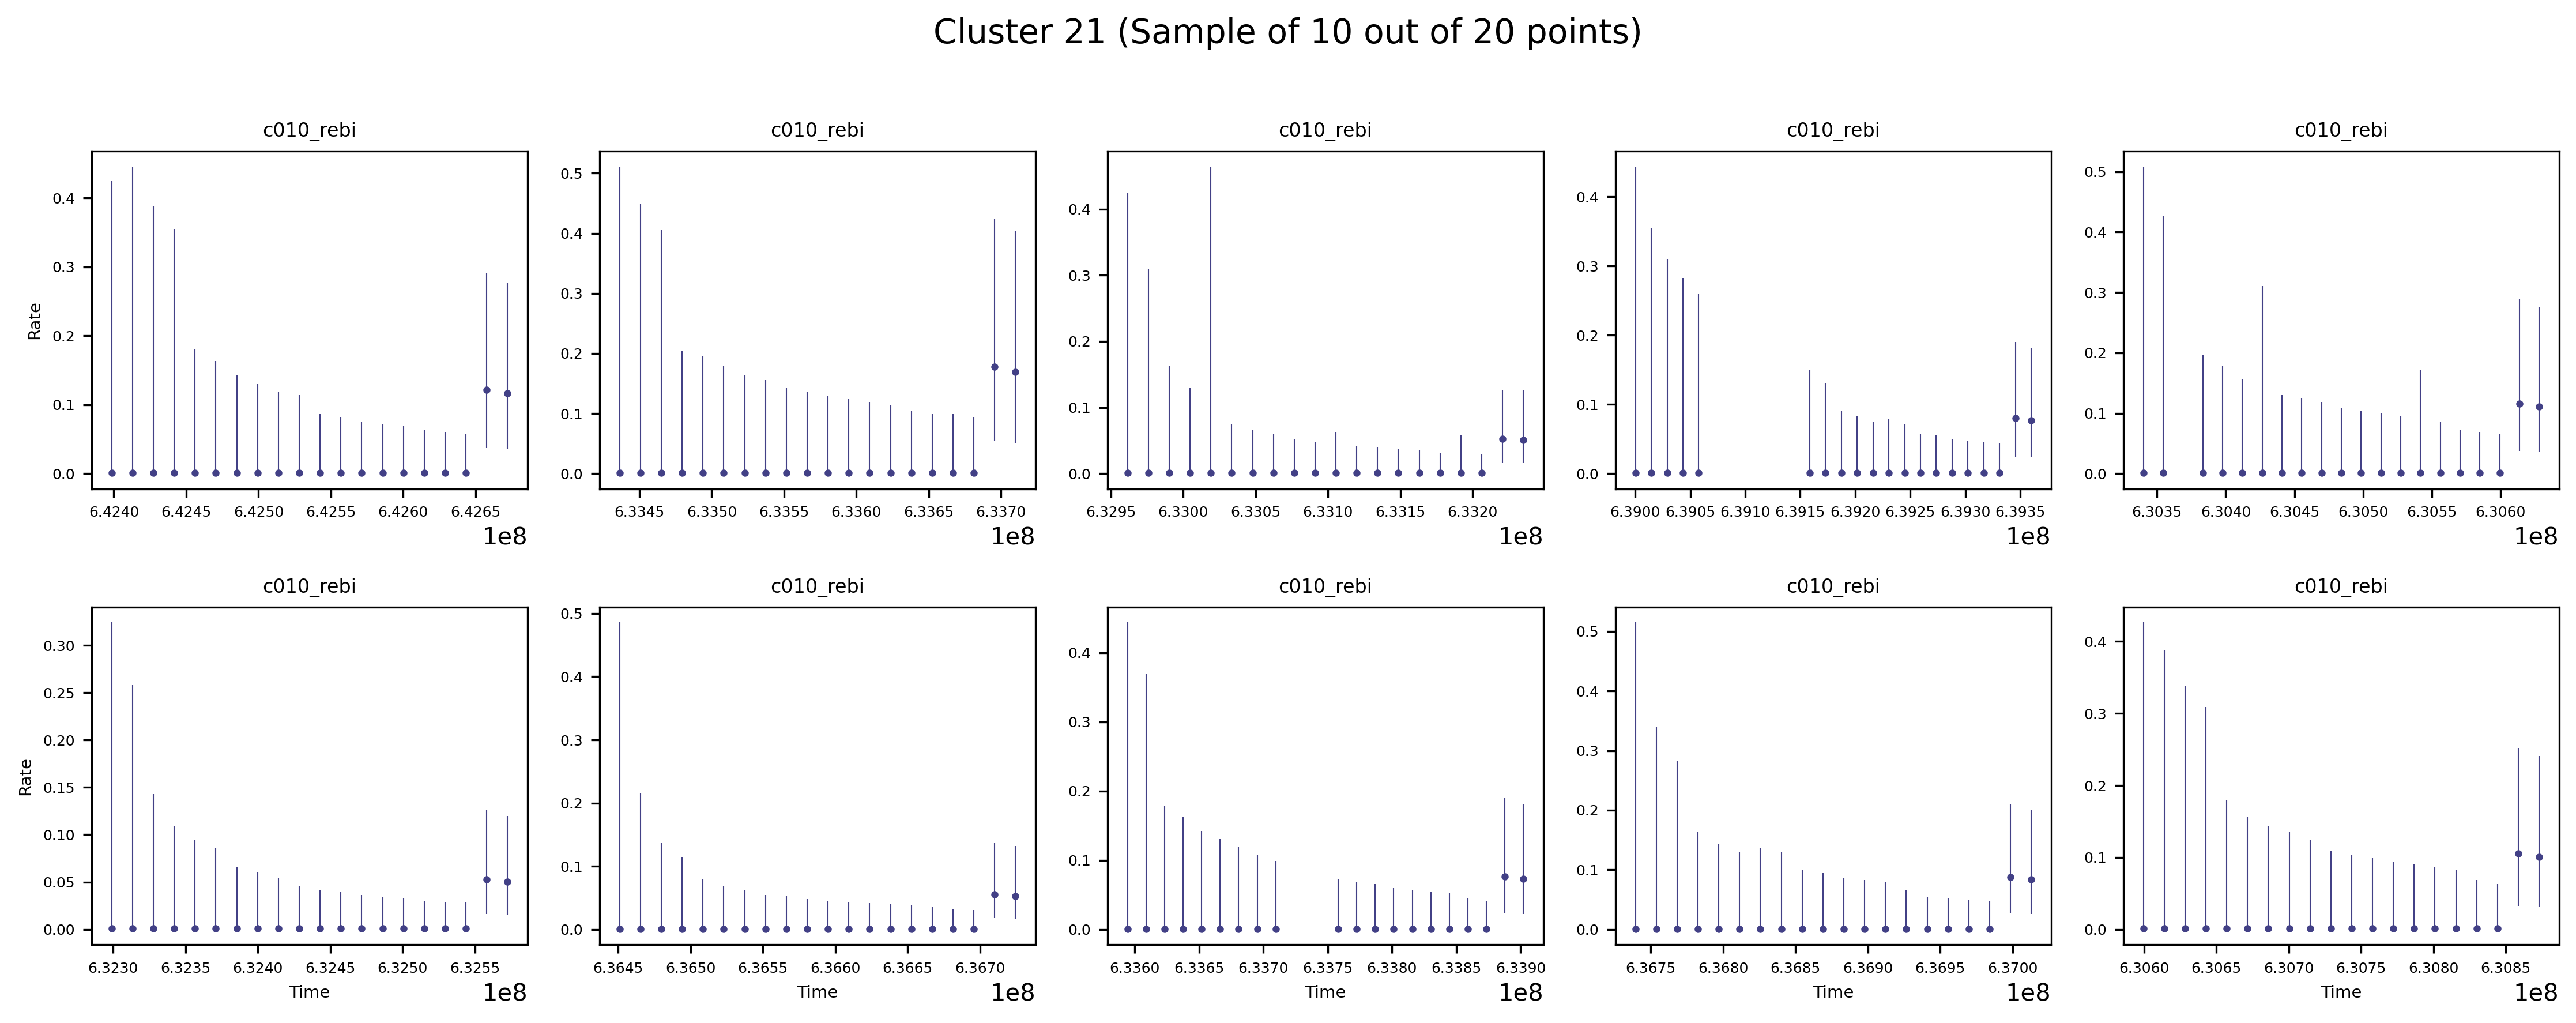 Cluster 21 (Sample of 10 out of 20 points)
c010_rebi c010_rebi c010_rebi c010_rebi c010_rebi
Rate
0.4 0.3 0.2 0.1 0.0
6.4240 6.4245 6.4250 6.4255 6.4260 6.4265
1e8
0.5 0.4 0.3 0.2 0.1 0.0
6.3345 6.3350 6.3355 6.3360 6.3365 6.3370
1e8
0.4 0.3 0.2 0.1 0.0
6.3295 6.3300 6.3305 6.3310 6.3315 6.3320
1e8
0.4 0.3 0.2 0.1 0.0
6.3900 6.3905 6.3910 6.3915 6.3920 6.3925 6.3930 6.3935
1e8
0.5 0.4 0.3 0.2 0.1 0.0
6.3035 6.3040 6.3045 6.3050 6.3055 6.3060
1e8
c010_rebi c010_rebi c010_rebi c010_rebi c010_rebi
Rate
0.30 0.25 0.20 0.15 0.10 0.05 0.00
6.3230 6.3235 6.3240 6.3245 6.3250 6.3255
Time
1e8
0.5 0.4 0.3 0.2 0.1 0.0
6.3645 6.3650 6.3655 6.3660 6.3665 6.3670
Time
1e8
0.4 0.3 0.2 0.1 0.0
6.3360 6.3365 6.3370 6.3375 6.3380 6.3385 6.3390
Time
1e8
0.5 0.4 0.3 0.2 0.1 0.0
6.3675 6.3680 6.3685 6.3690 6.3695 6.3700
Time
1e8
0.4 0.3 0.2 0.1 0.0
6.3060 6.3065 6.3070 6.3075 6.3080 6.3085
Time
1e8